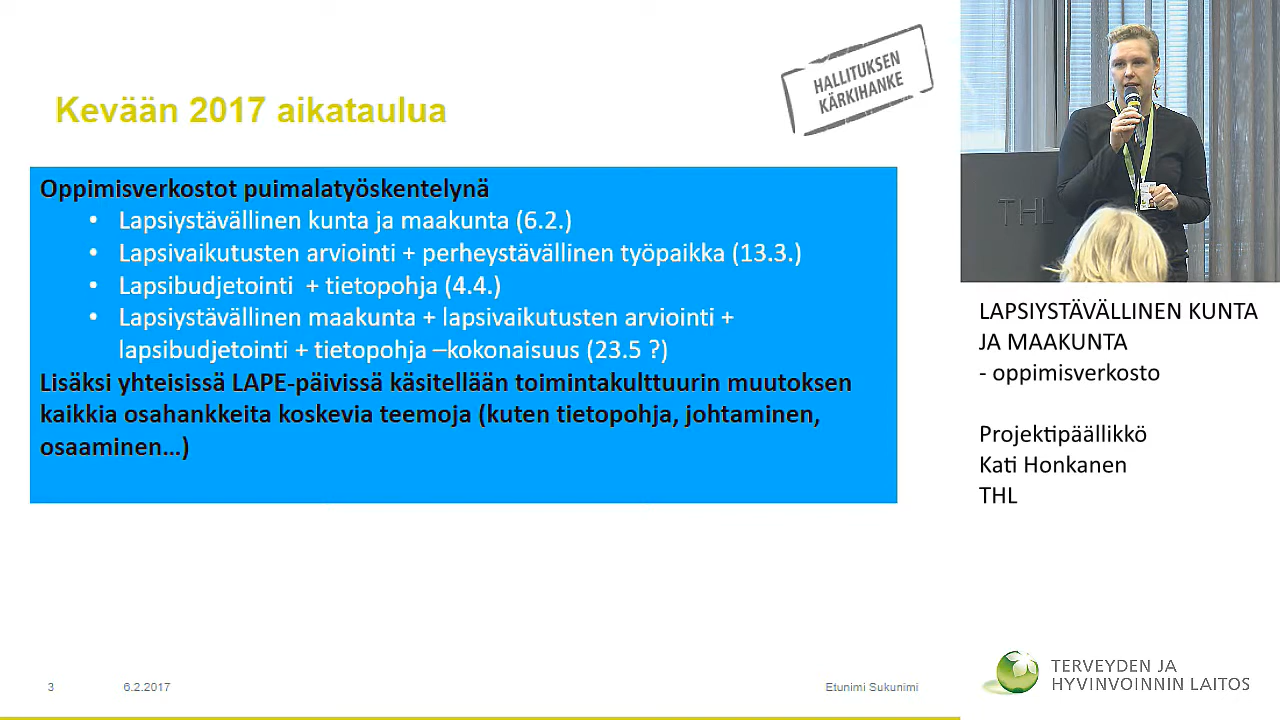 Kevään 2017 aikataulua
HALLITUKSEN
KÄRKIHANKE
Oppimisverkostot puimalatyöskentelynä
• Lapsiystävällinen kunta ja maakunta (6.2.)
• Lapsivaikutusten arviointi + perheystävällinen työpaikka (13.3.)
• Lapsibudjetointi + tietopohja (4.4.)
• Lapsiystävällinen maakunta + lapsivaikutusten arviointi +
lapsibudjetointi + tietopohja –kokonaisuus (23.5 ?)
Lisäksi yhteisissä LAPE-päivissä käsitellään toimintakulttuurin muutoksen
kaikkia osahankkeita koskevia teemoja (kuten tietopohja, johtaminen,
osaaminen…)
3
6.2.2017
Etunimi Sukunimi
THL
LAPSIYSTÄVÄLLINEN KUNTA
JA MAAKUNTA
- oppimisverkosto
Projektipäällikkö
Kati Honkanen
THL
TERVEYDEN JA
HYVINVOINNIN LAITOS